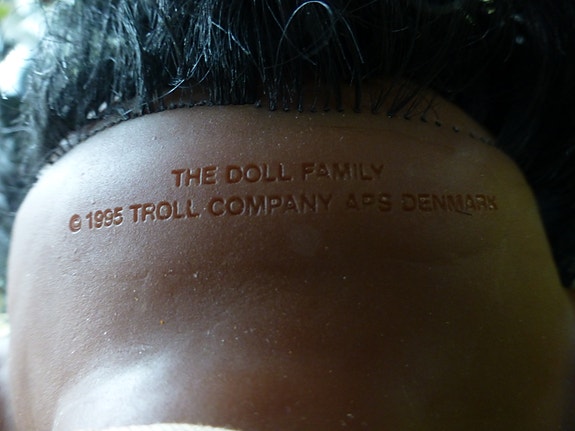 THE DOLL FAMILY
© 1995 TROLL COMPANY APS DENMARK